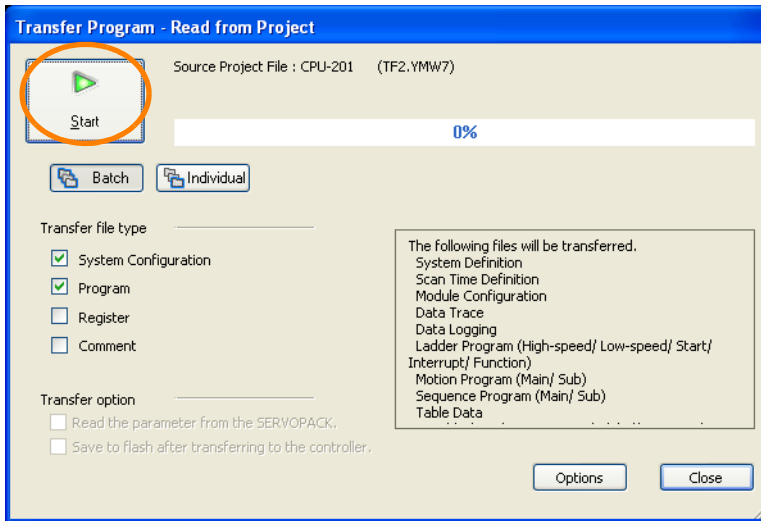 Transfer Program - Read from Project
Source Project File : CPU-201 (TF2.YMW7)
Start
0%
Batch
Individual
Transfer file type
System Configuration
Program
Register
Comment
The following files will be transferred.
System Definition
Scan Time Definition
Module Configuration
Data Trace
Data Logging
Ladder Program (High-speed/ Low-speed/ Start/
Interrupt/ Function)
Motion Program (Main/ Sub)
Sequence Program (Main/ Sub)
Table Data
Transfer option
Read the parameter from the SERVOPACK.
Save to flash after transferring to the controller.
Options
Close